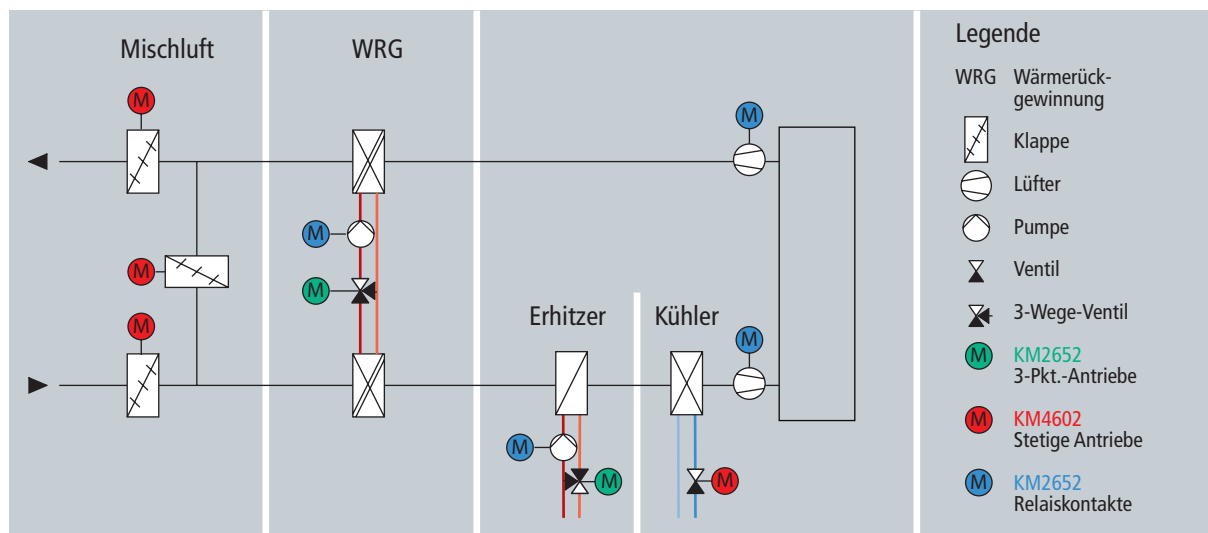 Mischluft
WRG
M
M
M
M
M
M
M
Erhitzer
Kühler
M
M
M
M
Legende
WRG Wärmerück-
gewinnung
Klappe
Lüfter
Pumpe
Ventil
3-Wege-Ventil
M KM2652
3-Pkt.-Antriebe
M KM4602
Stetige Antriebe
M KM2652
Relaiskontakte